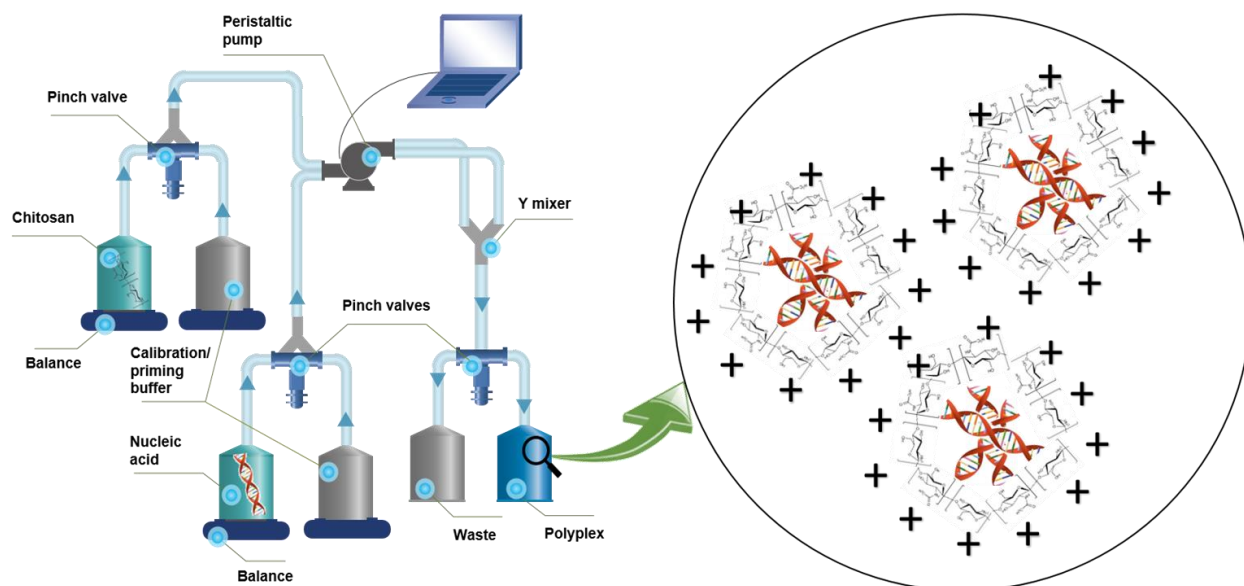 Peristaltic
pump
Pinch valve
Chitosan
Y mixer
Pinch valves
Balance
Calibration/
priming
buffer
Nucleic
acid
Waste
Polyplex
Balance